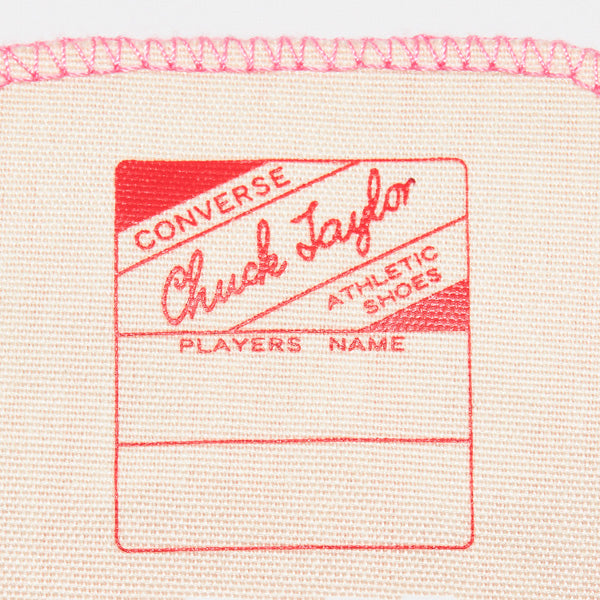 CONVERSE
Chuck Taylor
ATHLETIC
SHOES
PLAYERS NAME